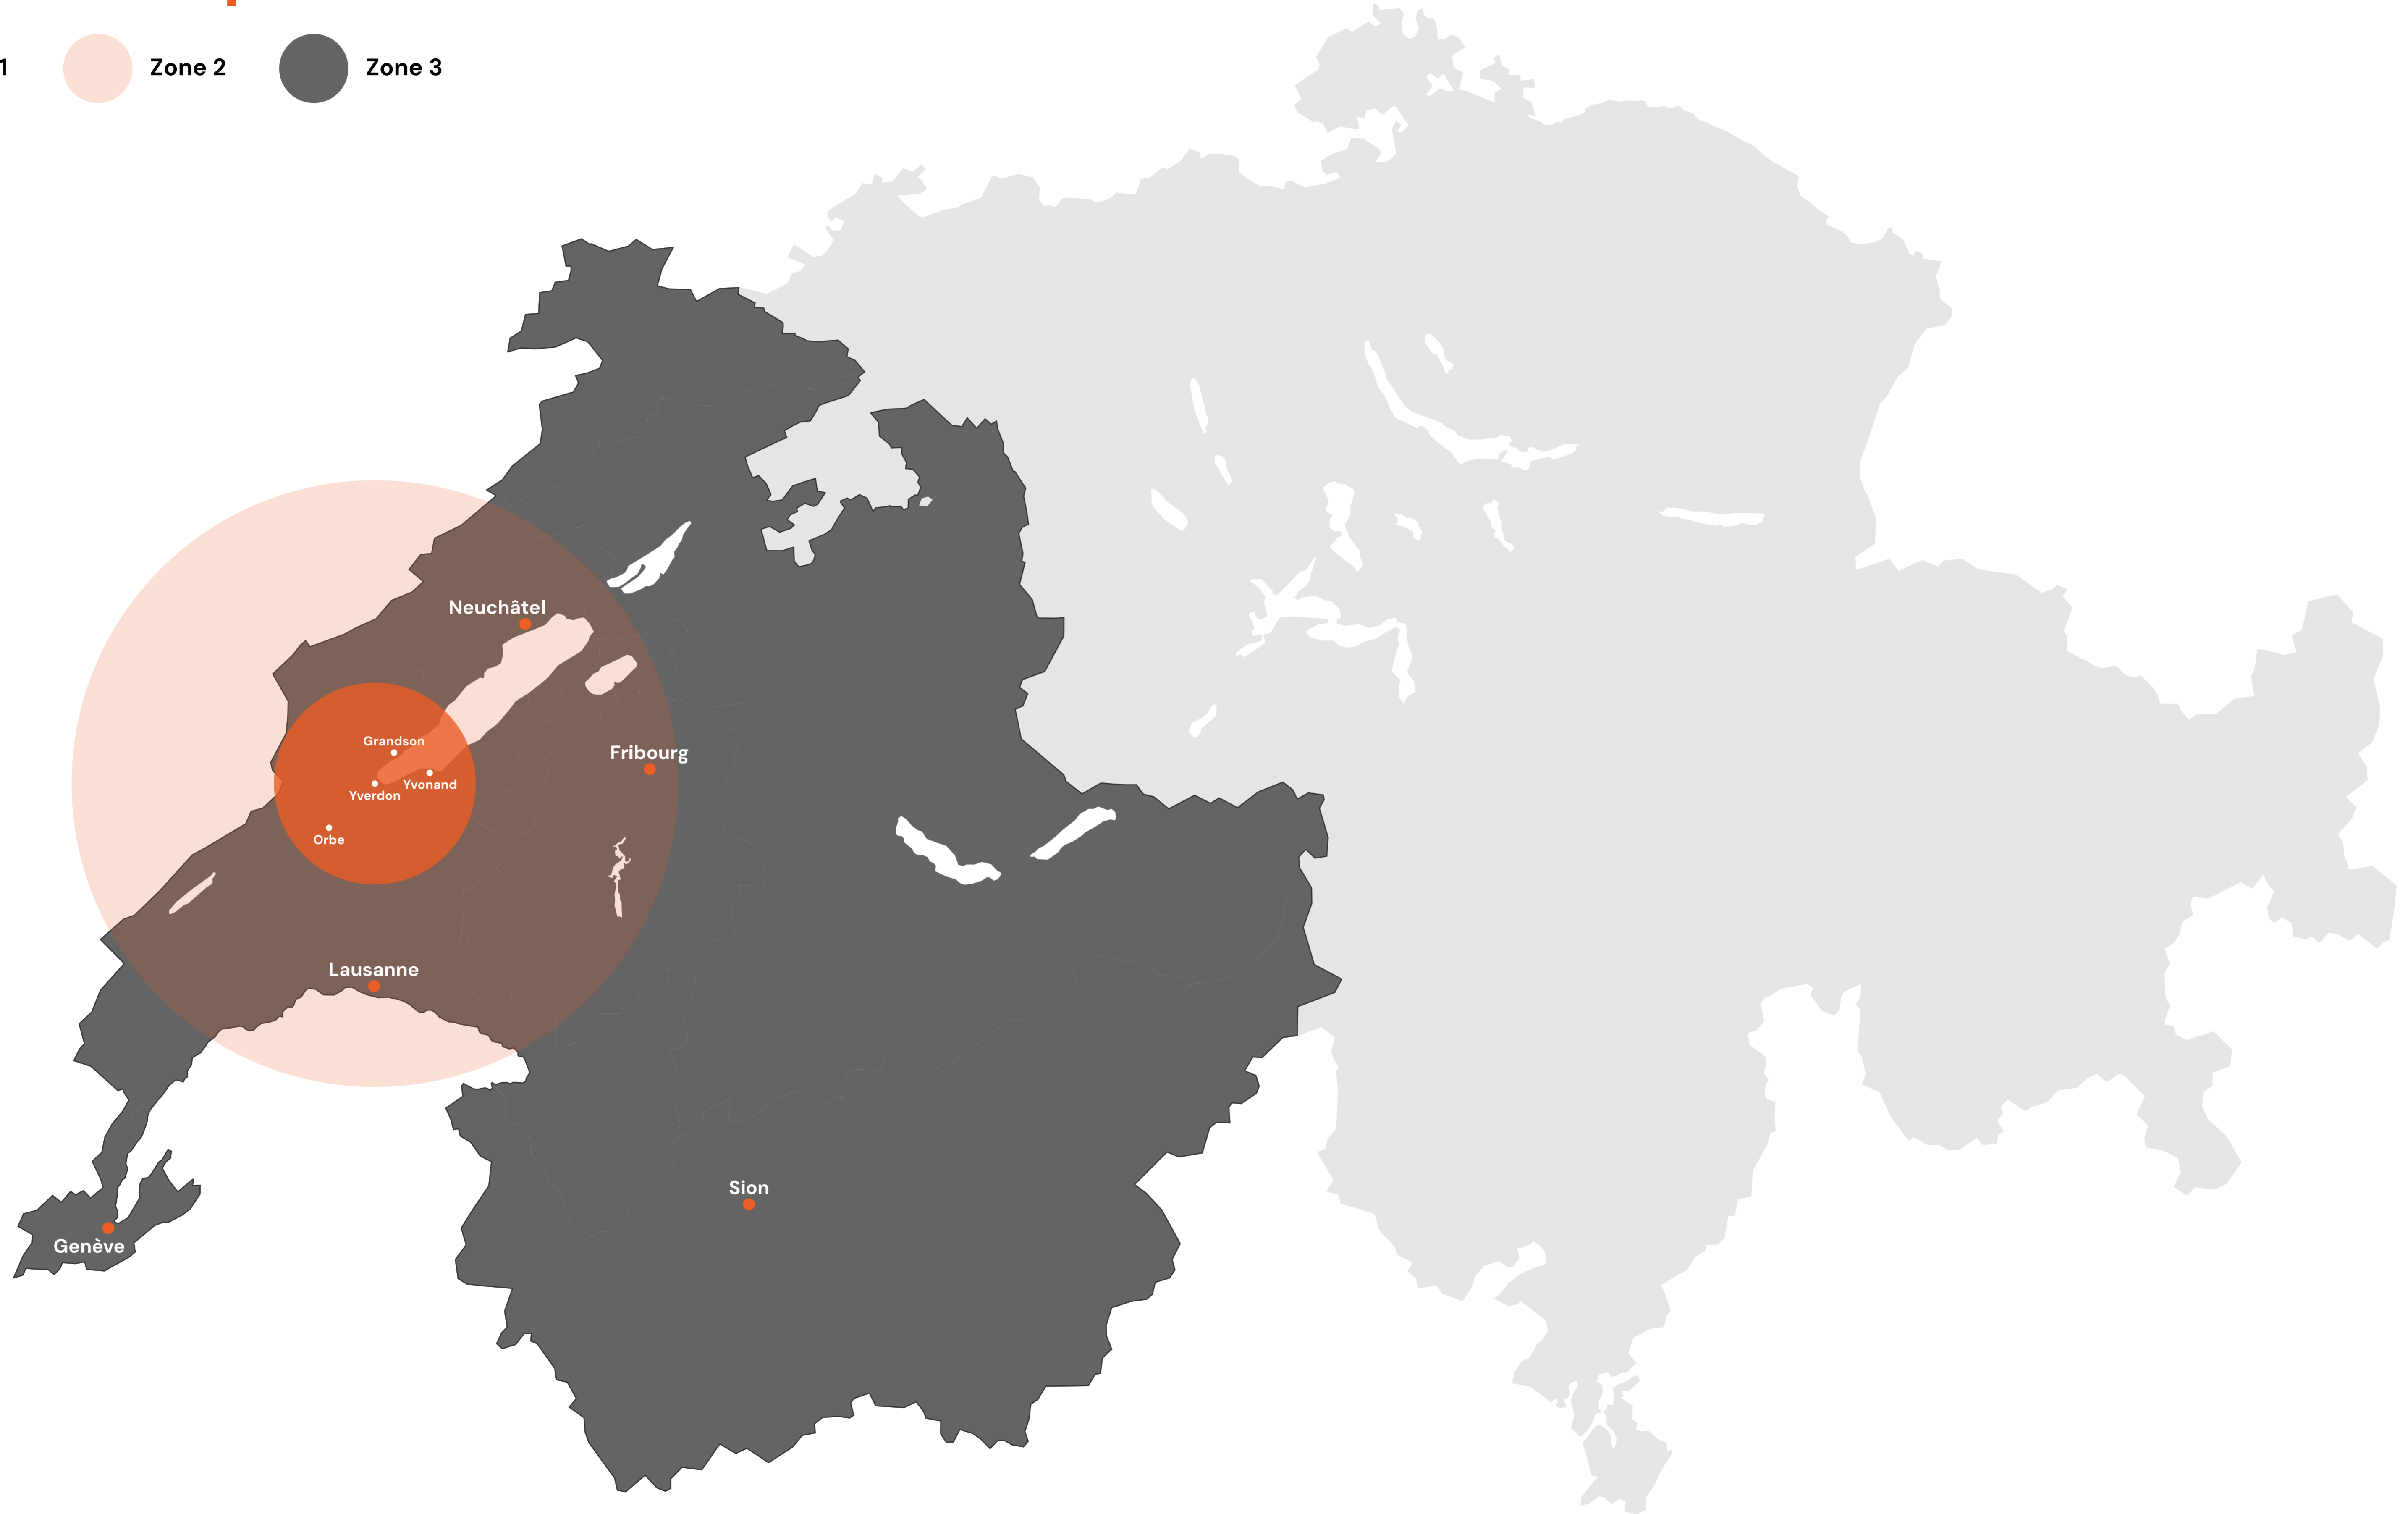 1
Zone 2
Zone 3
Neuchâtel
Grandson
Fribourg
Yvonand
Yverdon
Orbe
Lausanne
Sion
Genève